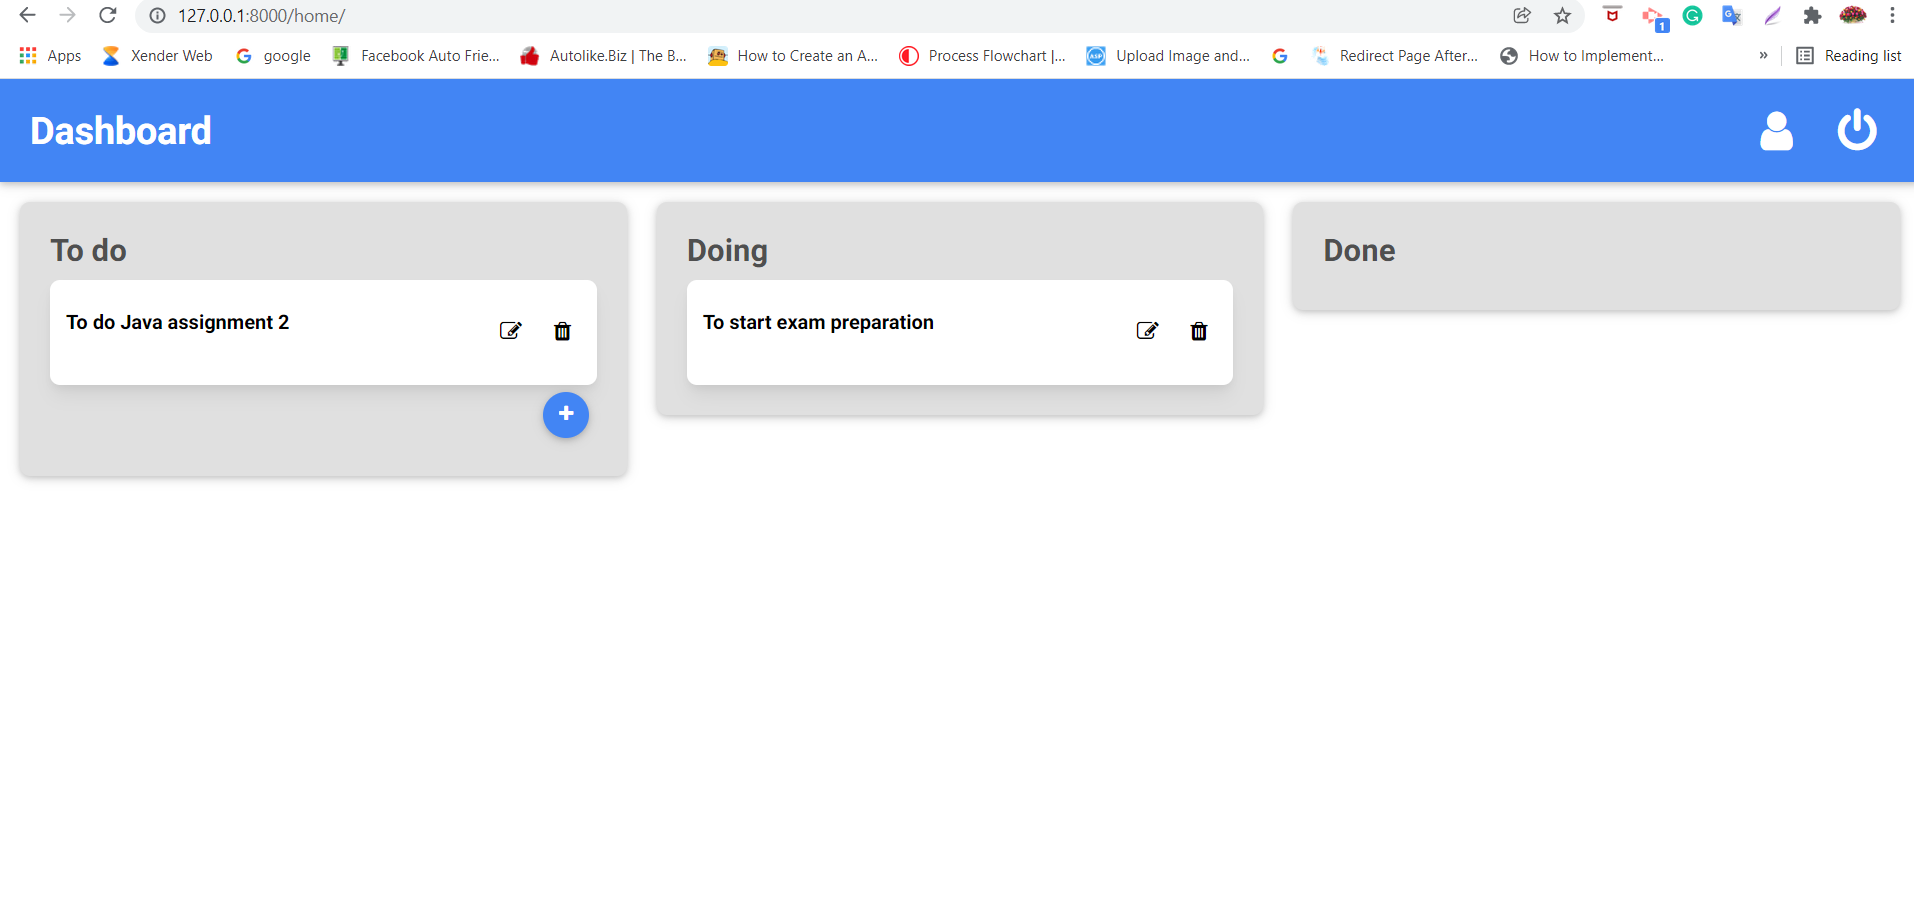 127.0.0.1:8000/home/
1
Apps Xender Web google Facebook Auto Frie... Autolike.Biz | The B... How to Create an A... Process Flowchart |... Upload Image and... Redirect Page After... How to Implement... » Reading list
Dashboard
To do
To do Java assignment 2
+
Doing
To start exam preparation
Done